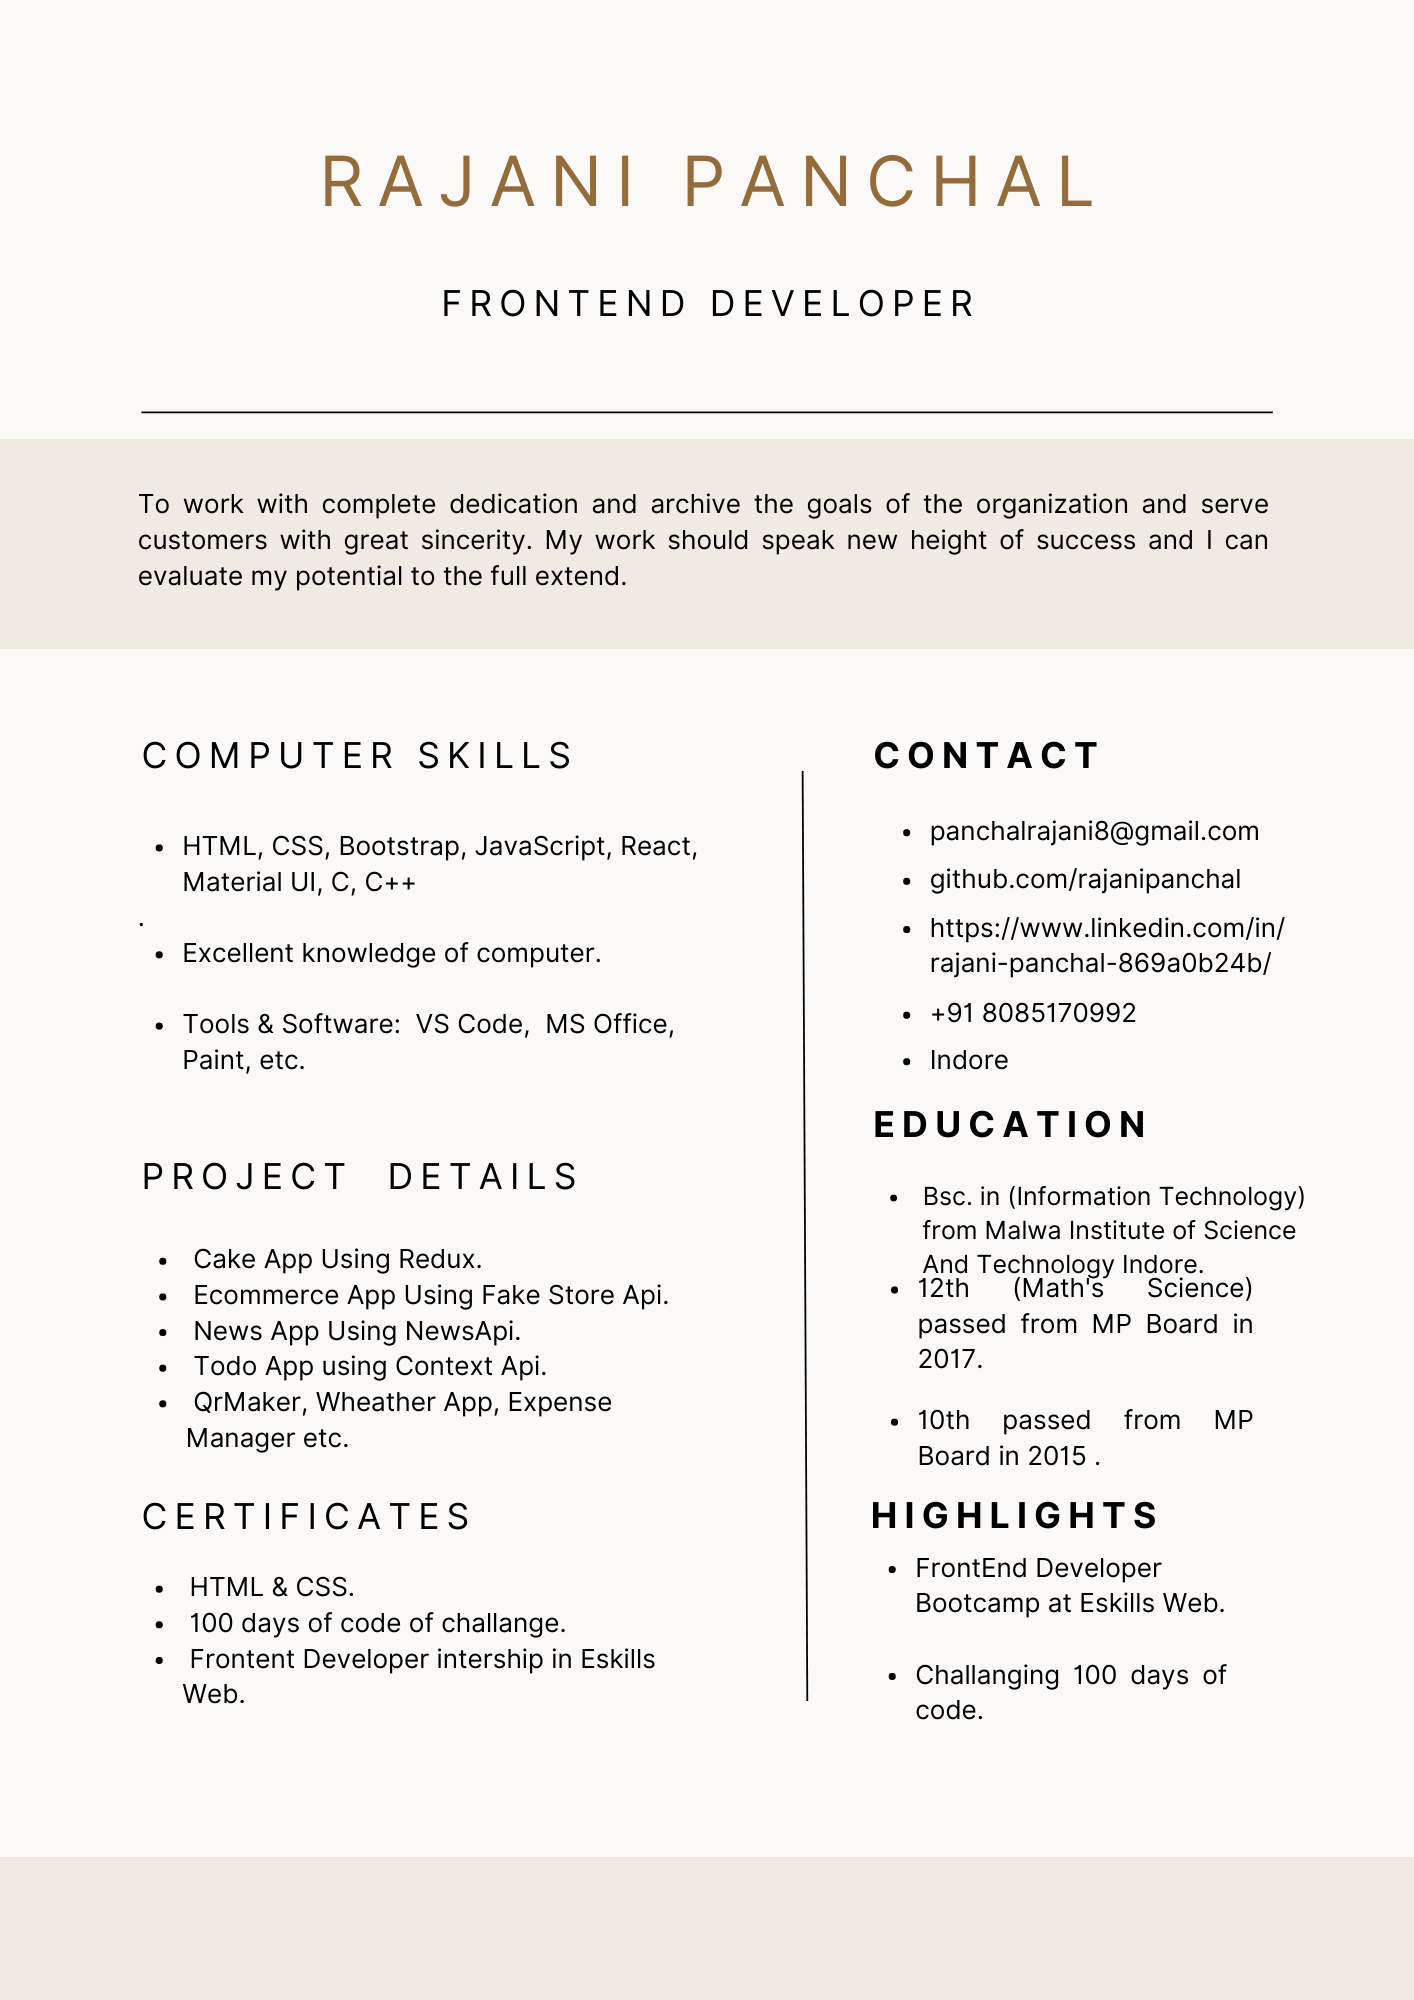 RAJANI PANCHAL
FRONTEND DEVELOPER
To work with complete dedication and archive the goals of the organization and serve
customers with great sincerity. My work should speak new height of success and I can
evaluate my potential to the full extend.
COMPUTER SKILLS
• HTML, CSS, Bootstrap, JavaScript, React,
Material UI, C, C++
.
• Excellent knowledge of computer.
• Tools & Software: VS Code, MS Office,
Paint, etc.
PROJECT DETAILS
• Cake App Using Redux.
• Ecommerce App Using Fake Store Api.
• News App Using NewsApi.
• Todo App using Context Api.
• QrMaker, Wheather App, Expense
Manager etc.
CERTIFICATES
• HTML & CSS.
• 100 days of code of challange.
• Frontent Developer intership in Eskills
Web.
CONTACT
• panchalrajani8@gmail.com
• github.com/rajanipanchal
• https://www.linkedin.com/in/
rajani-panchal-869a0b24b/
• +91 8085170992
• Indore
EDUCATION
• Bsc. in (Information Technology)
from Malwa Institute of Science
And Technology Indore.
• 12th (Math's Science)
passed from MP Board in
2017.
• 10th passed from MP
Board in 2015 .
HIGHLIGHTS
• FrontEnd Developer
Bootcamp at Eskills Web.
• Challanging 100 days of
code.